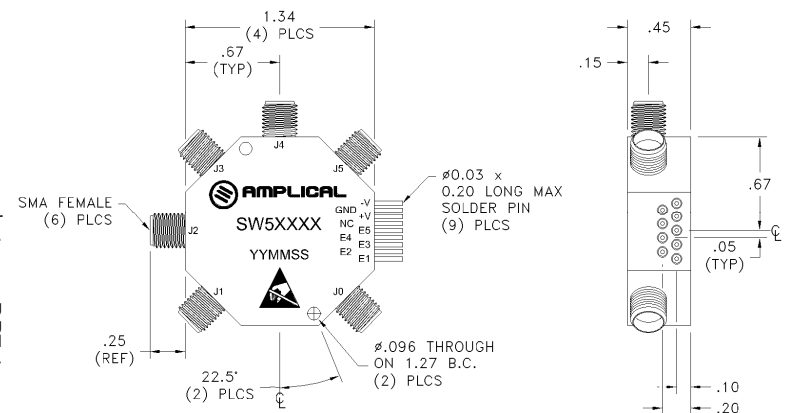 1.34
(4) PLCS
.67
(TYP)
.45
.15
J4
J3
J5
ø0.03 x
0.20 LONG MAX
SOLDER PIN
(9) PLCS
SMA FEMALE
(6) PLCS
AMPLICAL
-V
GND
+V
NC
E5
E4
E3
E2
E1
SW5XXXX
YYMMSS
J2
J1
J0
.67
℄
.05
(TYP)
.25
(REF)
22.5°
(2) PLCS
℄
ø.096 THROUGH
ON 1.27 B.C.
(2) PLCS
.10
.20